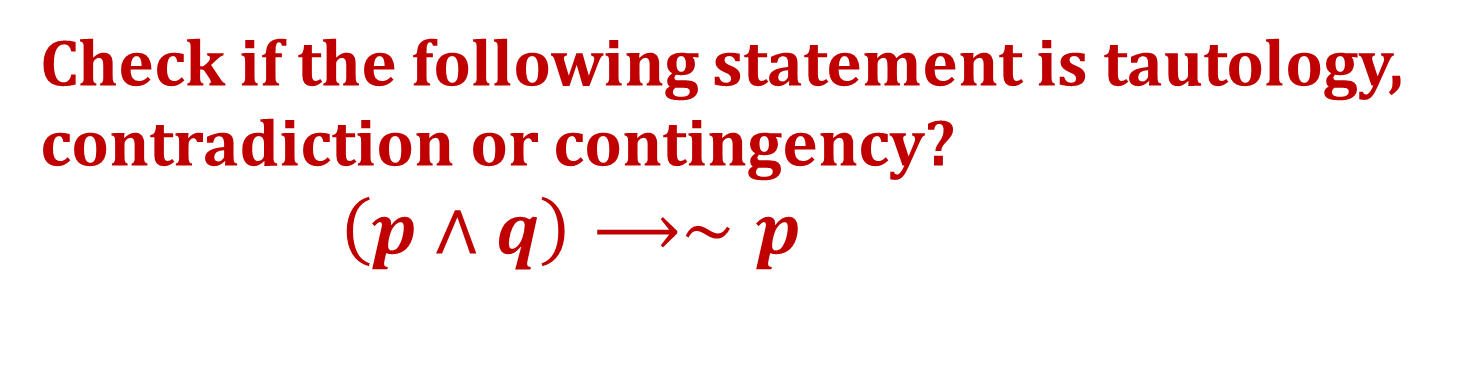 Check if the following statement is tautology,
contradiction or contingency?
(p ∧ q) ⟶∼ p